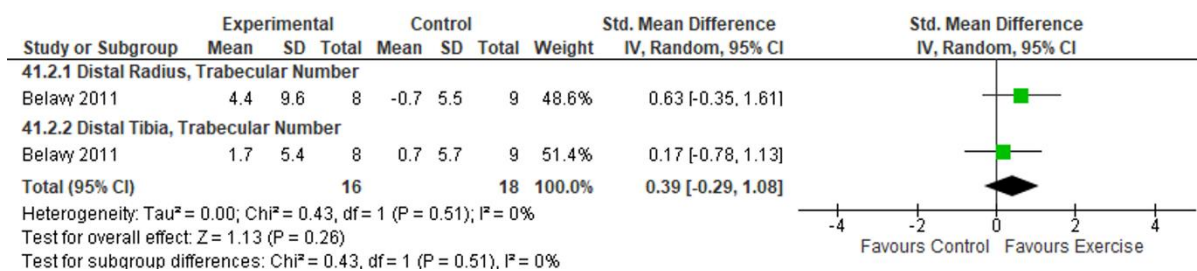 Experimental Control Std. Mean Difference Std. Mean Difference
Study or Subgroup Mean SD Total Mean SD Total Weight IV, Random, 95% CI IV, Random, 95% CI
41.2.1 Distal Radius, Trabecular Number
Belavy 2011 4.4 9.6 8 -0.7 5.5 9 48.6% 0.63 [-0.35, 1.61]
41.2.2 Distal Tibia, Trabecular Number
Belavy 2011 1.7 5.4 8 0.7 5.7 9 51.4% 0.17 [-0.78, 1.13]
Total (95% CI) 16 18 100.0% 0.39 [-0.29, 1.08]
Heterogeneity: Tau² = 0.00; Chi² = 0.43, df = 1 (P = 0.51); I² = 0%
Test for overall effect: Z = 1.13 (P = 0.26)
Test for subgroup differences: Chi² = 0.43, df = 1 (P = 0.51), I² = 0%
-4 -2 0 2 4
Favours Control Favours Exercise